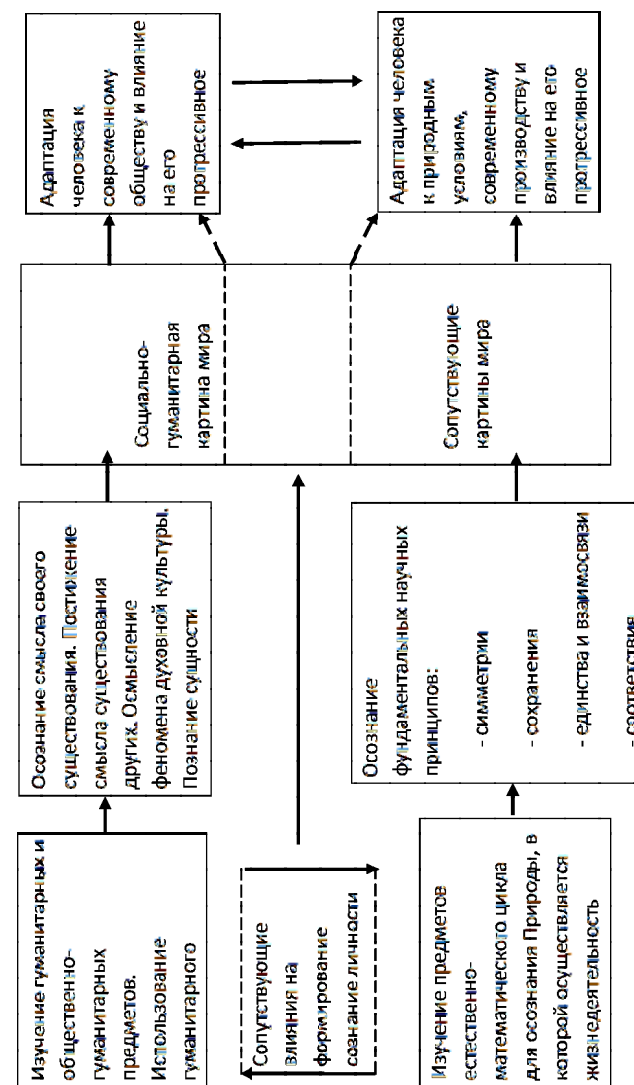 Изучение гуманитарных и
общественно-
гуманитарных
предметов.
Использование
гуманитарного
Осознание смысла своего
существования. Постижение
смысла существования
других. Осмысление
феномена духовной культуры.
Познание сущности
Социально-
гуманитарная
картина мира
Адаптация
человека к
современному
обществу и влияние
на его
прогрессивное
Сопутствующие
влияния на
формирование
сознание личности
Изучение предметов
естественно-
математического цикла
для осознания Природы, в
которой осуществляется
жизнедеятельность
Осознание
фундаментальных научных
принципов:
- симметрии
- сохранения
- единства и взаимосвязи
- соответствия
Сопутствующие
картины мира
Адаптация человека
к природным
условиям,
современному
производству и
влияние на его
прогрессивное